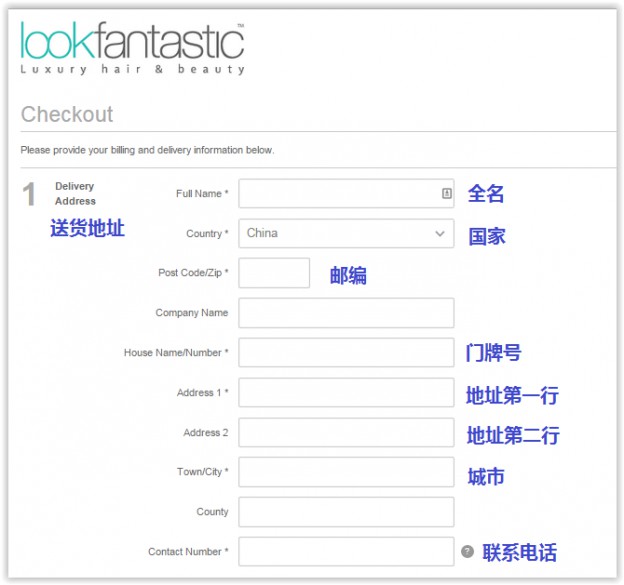 lookfantastic™
Luxury hair & beauty
Checkout
Please provide your billing and delivery information below.
1 Delivery Address
送货地址
Full Name * 全名
Country * China 国家
Post Code/Zip * 邮编
Company Name
House Name/Number * 门牌号
Address 1 * 地址第一行
Address 2 地址第二行
Town/City * 城市
County
Contact Number * ? 联系电话